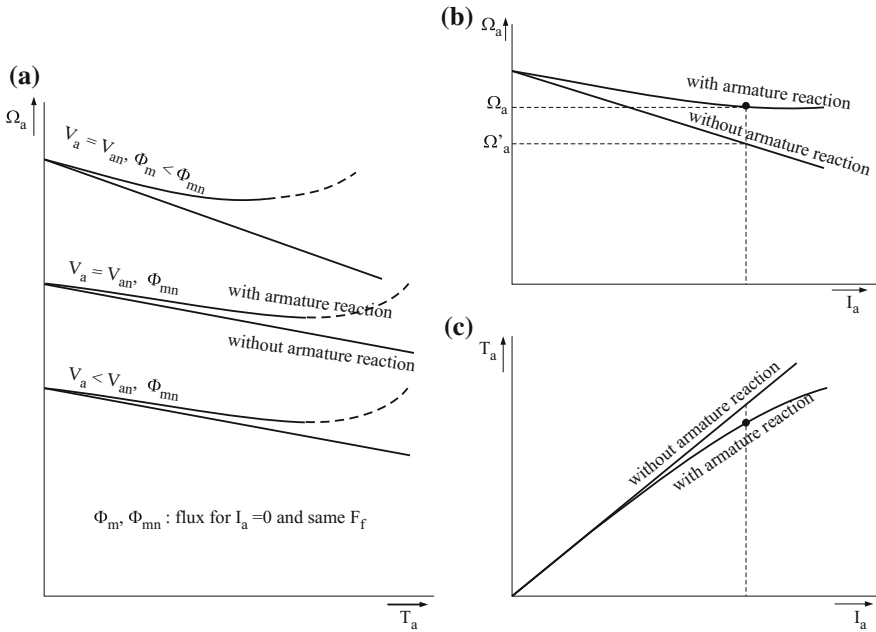 (a)
Ωₐ
Vₐ = Vₐₙ, Φₘ < Φₘₙ
Vₐ = Vₐₙ, Φₘₙ
with armature reaction
without armature reaction
Vₐ < Vₐₙ, Φₘₙ
Φₘ, Φₘₙ : flux for Iₐ =0 and same F_f
Tₐ
(b)
Ωₐ
with armature reaction
Ωₐ
without armature reaction
Ω'ₐ
Iₐ
(c)
Tₐ
without armature reaction
with armature reaction
Iₐ